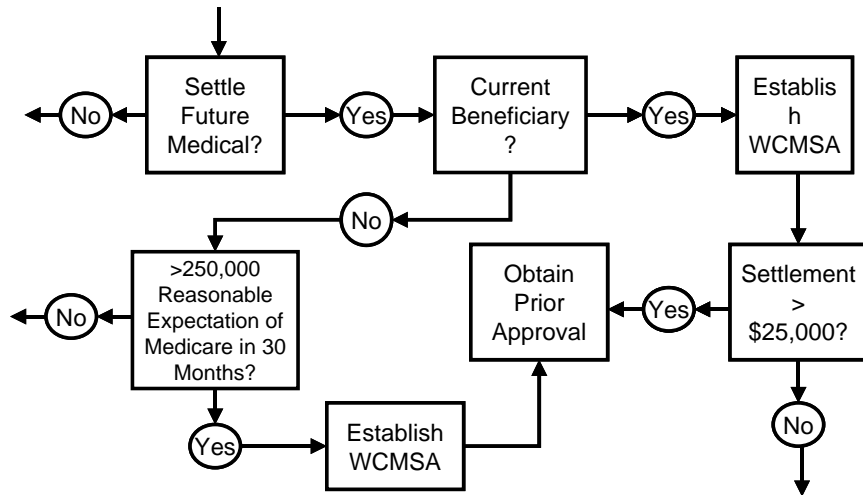 Settle
Future
Medical?
No
Yes
Current
Beneficiary
?
Yes
Establis
h
WCMSA
No
>250,000
Reasonable
Expectation of
Medicare in 30
Months?
No
Obtain
Prior
Approval
Yes
Settlement
>
$25,000?
Yes
Establish
WCMSA
No